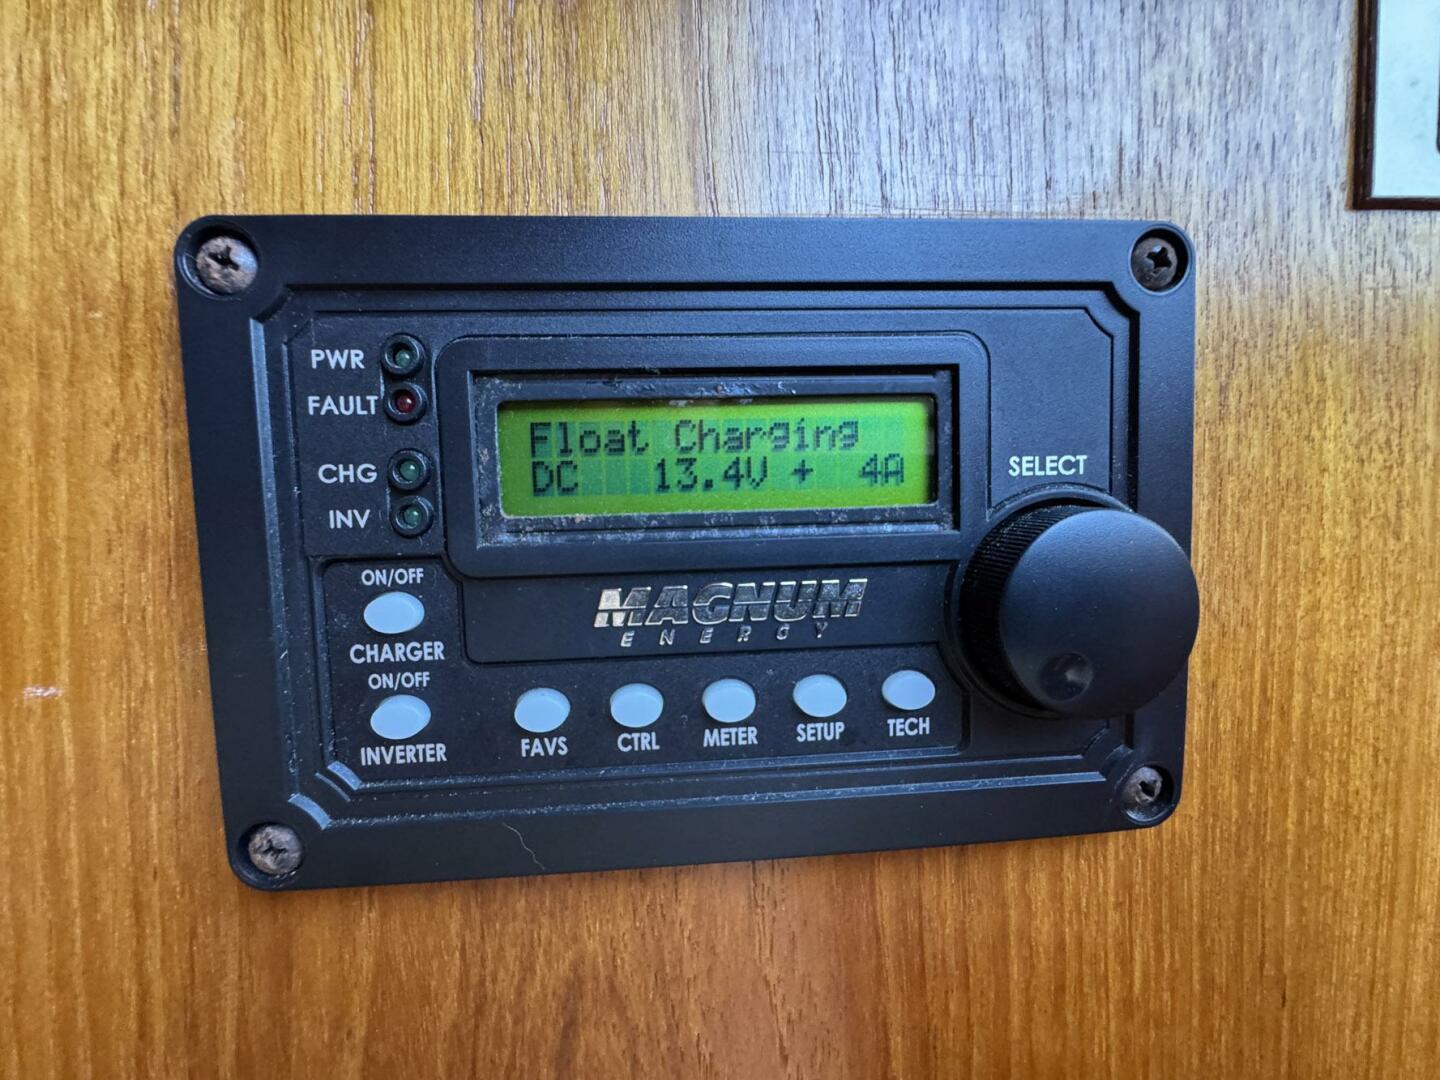 PWR
FAULT
CHG
INV
Float Charging
DC 13.4V + 4A
SELECT
MAGNUM
ENERGY
ON/OFF
CHARGER
ON/OFF
INVERTER
FAVS
CTRL
METER
SETUP
TECH